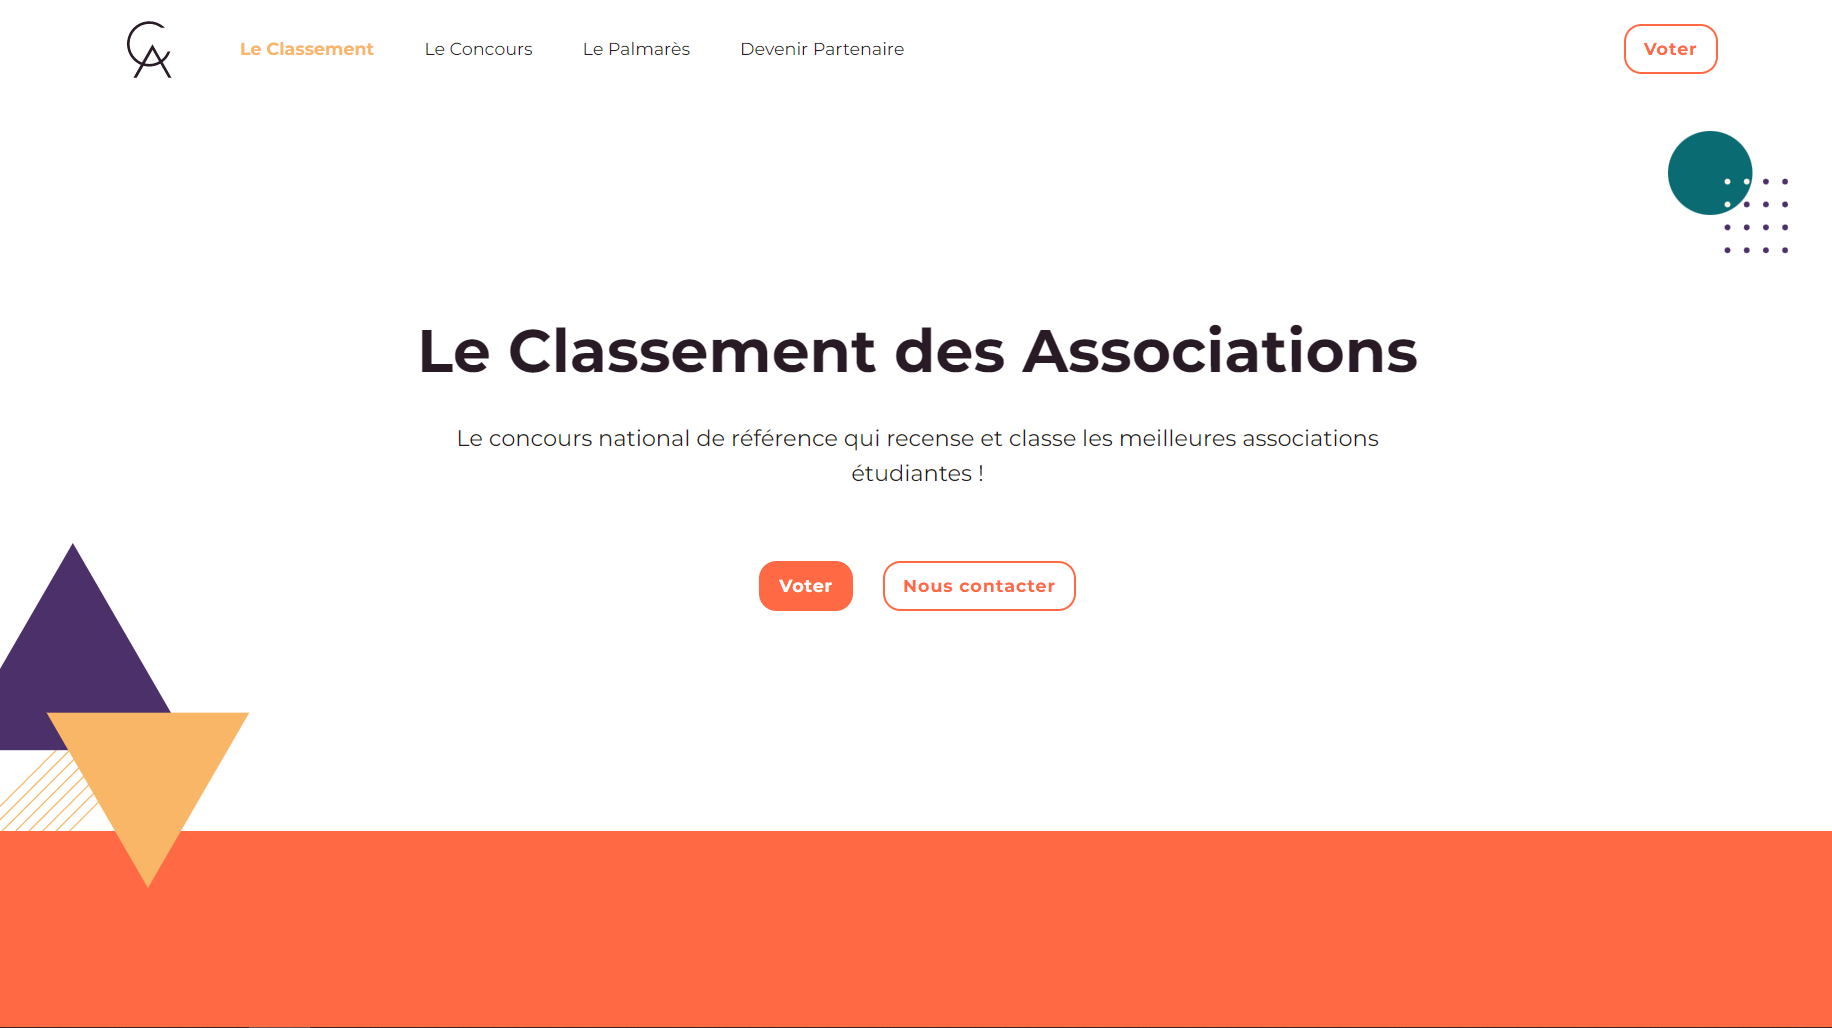 CA
Le Classement
Le Concours
Le Palmarès
Devenir Partenaire
Voter
Le Classement des Associations
Le concours national de référence qui recense et classe les meilleures associations
étudiantes !
Voter
Nous contacter